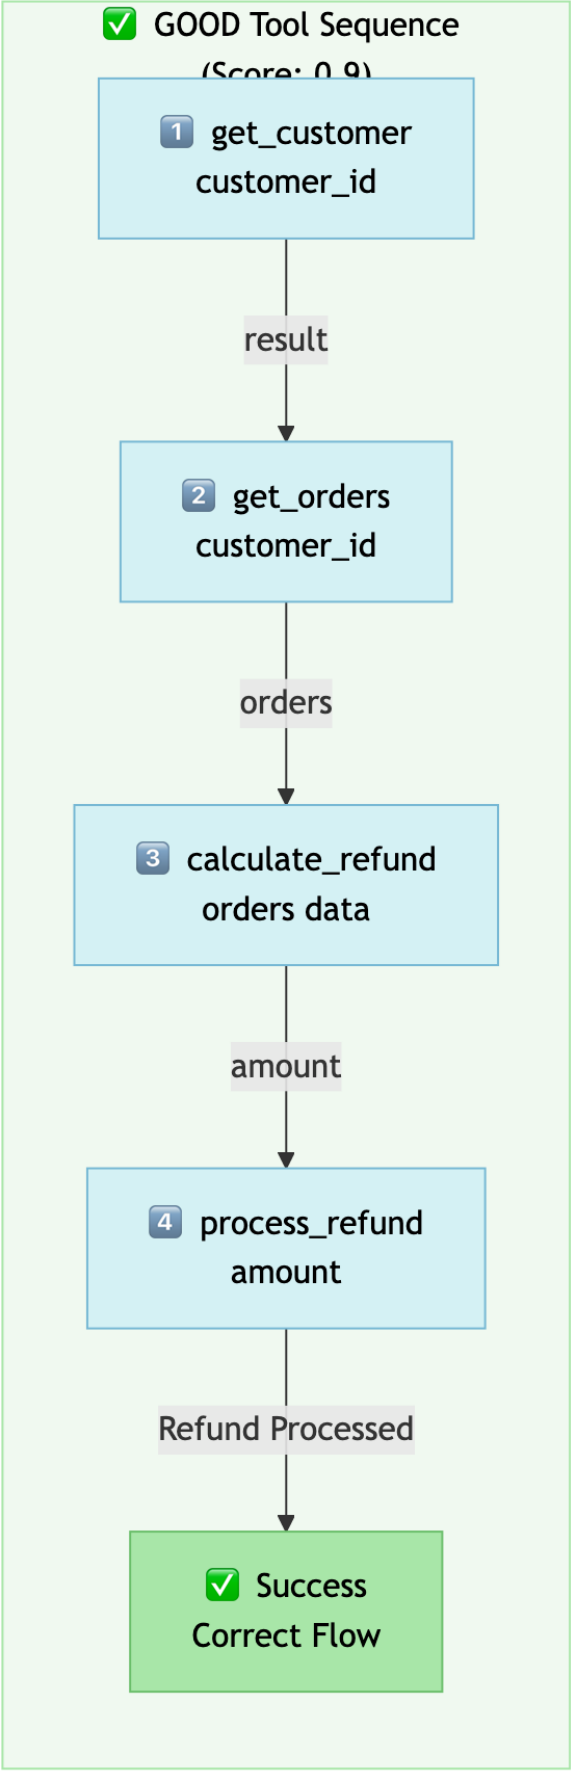 ✅ GOOD Tool Sequence
(Score: 0.9)
1️⃣ get_customer
customer_id
result
2️⃣ get_orders
customer_id
orders
3️⃣ calculate_refund
orders data
amount
4️⃣ process_refund
amount
Refund Processed
✅ Success
Correct Flow